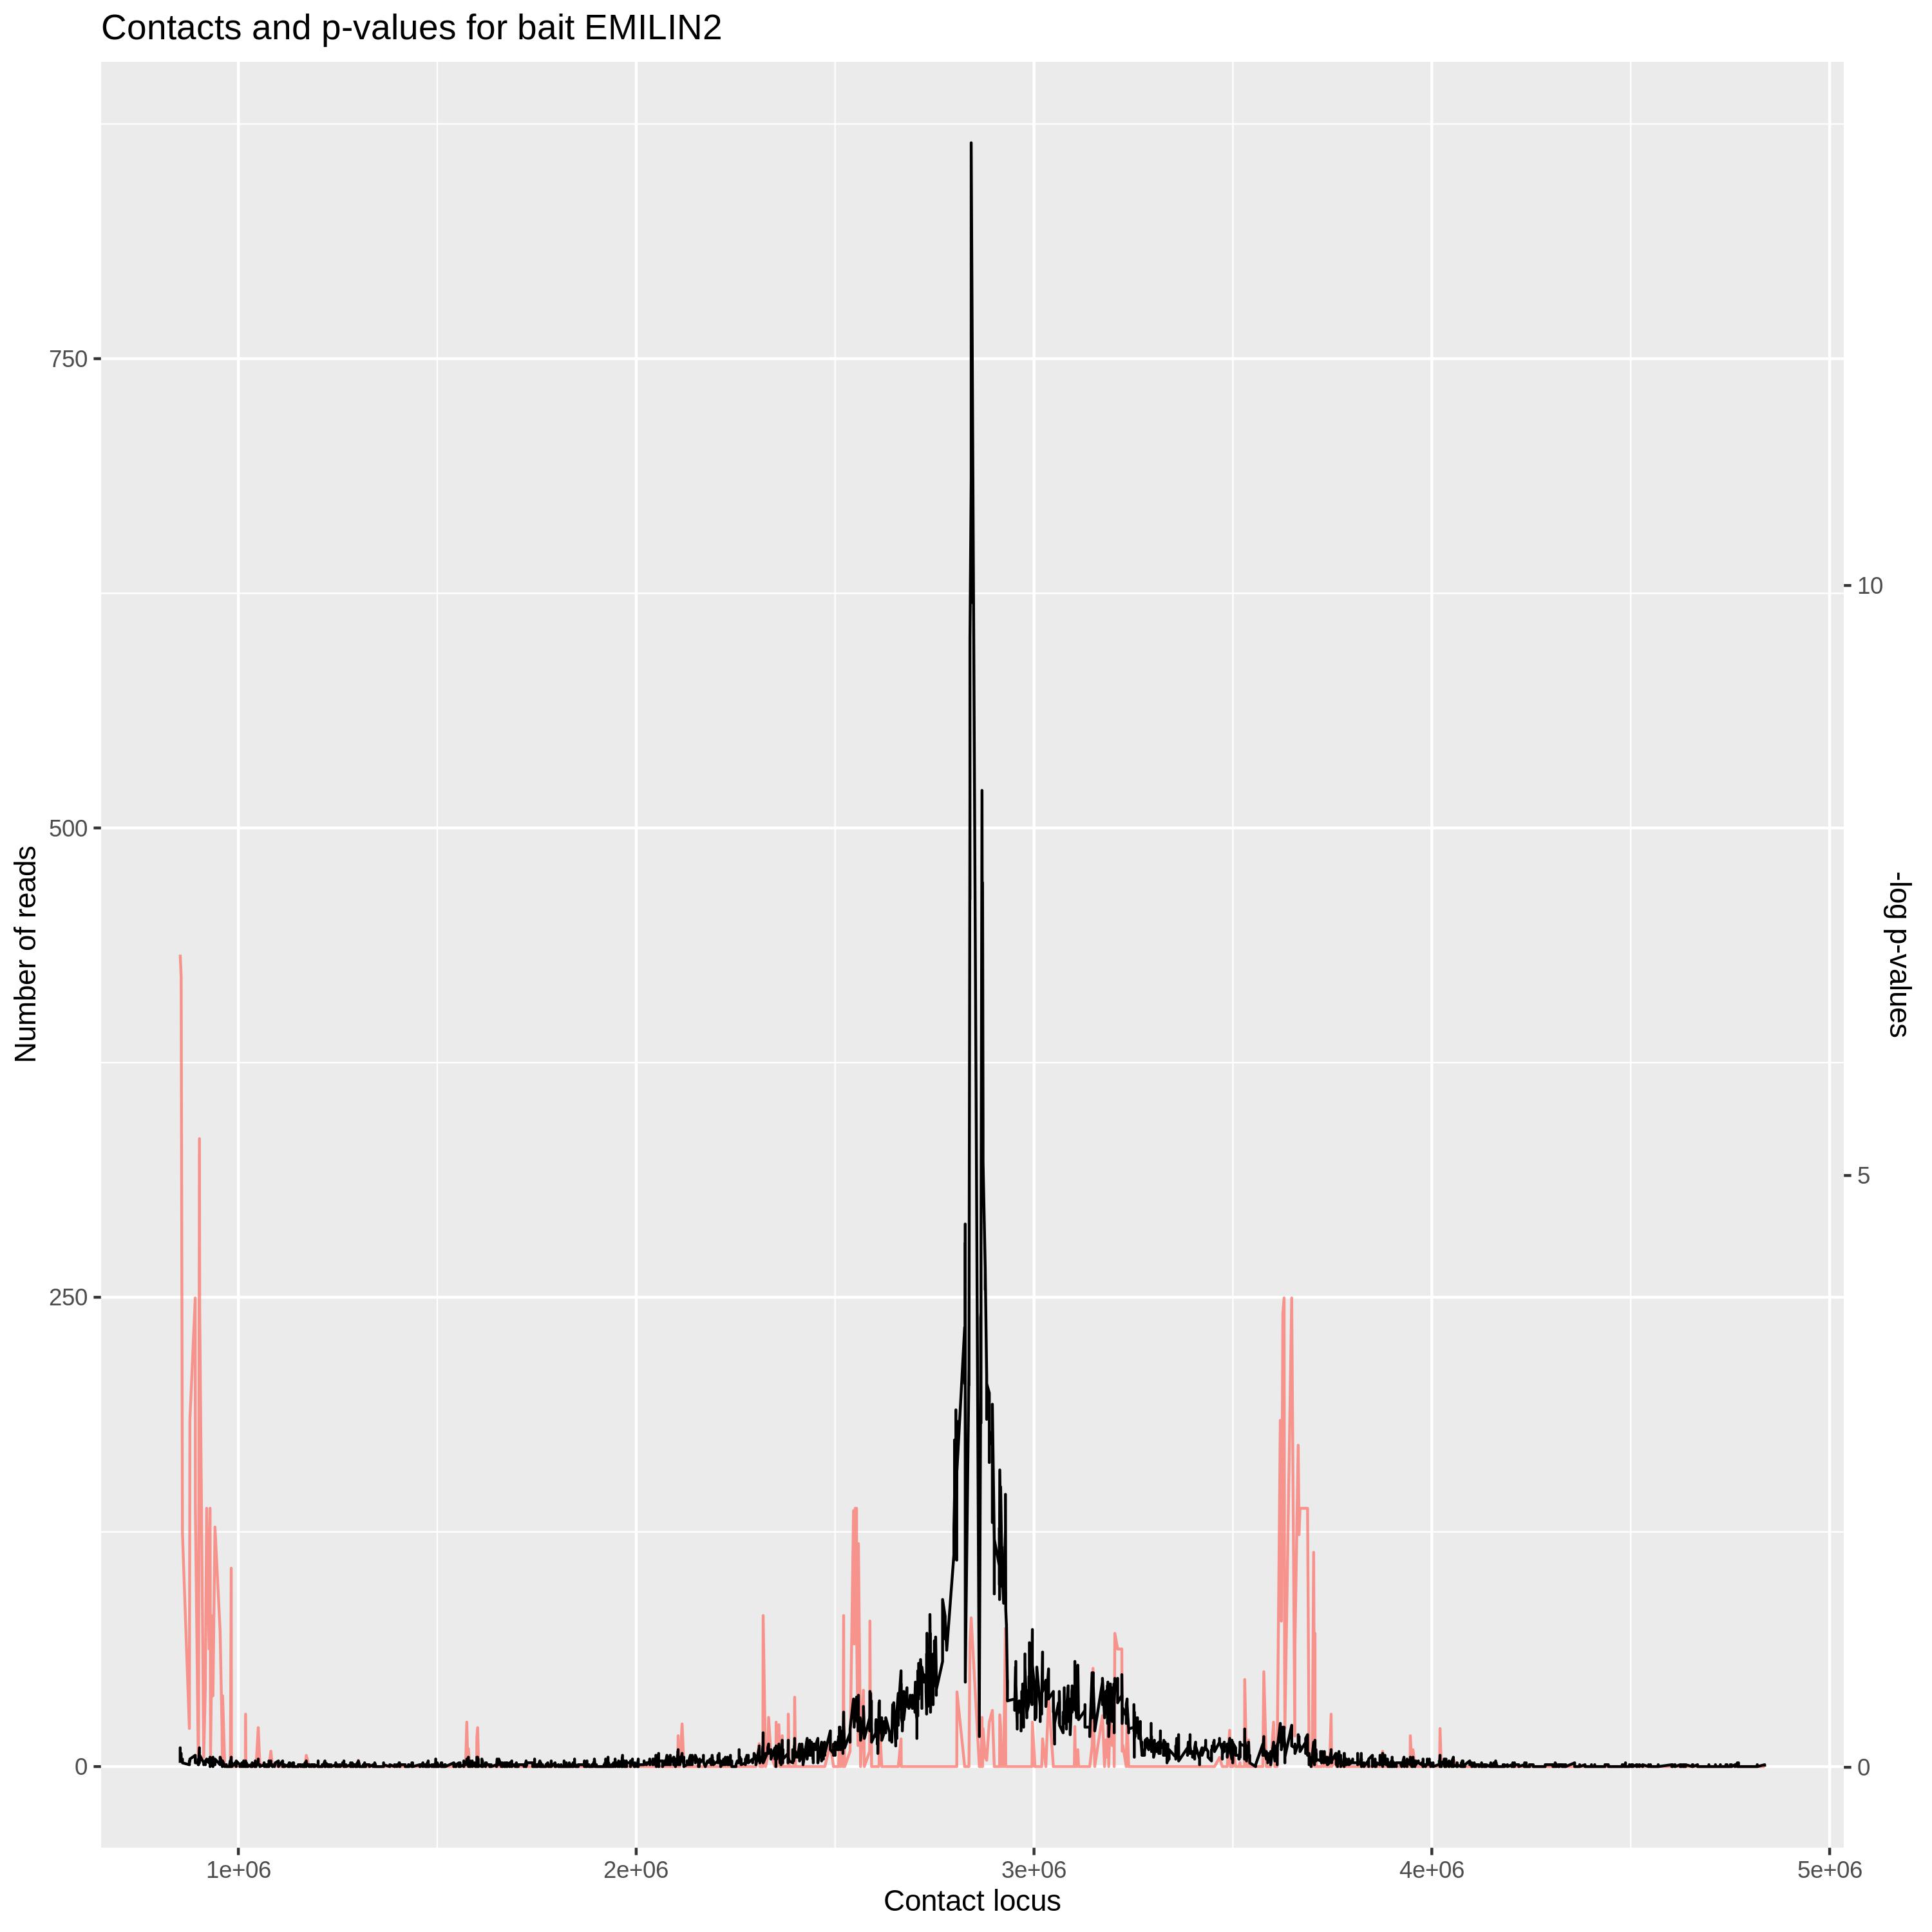 Contacts and p-values for bait EMILIN2
750
500
250
0
Number of reads
10
5
0
-log p-values
1e+06
2e+06
3e+06
4e+06
5e+06
Contact locus